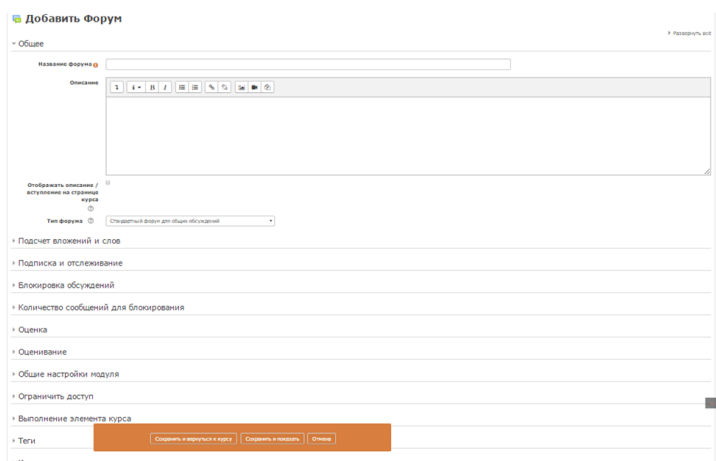 Добавить Форум
Развернуть всё
Общее
Название форума
Описание
Отображать описание /
вступление на странице
курса
Тип форума
Стандартный форум для общих обсуждений
Подсчет вложений и слов
Подписка и отслеживание
Блокировка обсуждений
Количество сообщений для блокирования
Оценка
Оценивание
Общие настройки модуля
Ограничить доступ
Выполнение элемента курса
Теги
Сохранить и вернуться к курсу
Сохранить и показать
Отмена